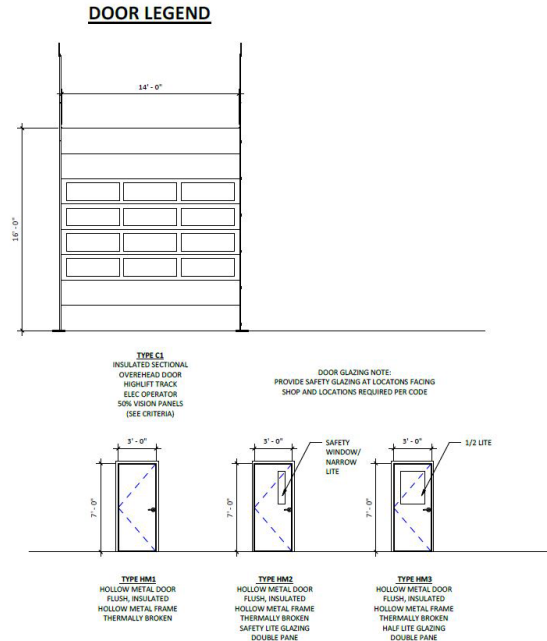 DOOR LEGEND
14' - 0"
16' - 0"
TYPE C1
INSULATED SECTIONAL
OVEREHEAD DOOR
HIGHLIFT TRACK
ELEC OPERATOR
50% VISION PANELS
(SEE CRITERIA)
DOOR GLAZING NOTE:
PROVIDE SAFETY GLAZING AT LOCATONS FACING
SHOP AND LOCATIONS REQUIRED PER CODE
3' - 0"
7' - 0"
TYPE HM1
HOLLOW METAL DOOR
FLUSH, INSULATED
HOLLOW METAL FRAME
THERMALLY BROKEN
3' - 0"
SAFETY
WINDOW/
NARROW
LITE
7' - 0"
TYPE HM2
HOLLOW METAL DOOR
FLUSH, INSULATED
HOLLOW METAL FRAME
THERMALLY BROKEN
SAFETY LITE GLAZING
DOUBLE PANE
3' - 0"
1/2 LITE
7' - 0"
TYPE HM3
HOLLOW METAL DOOR
FLUSH, INSULATED
HOLLOW METAL FRAME
THERMALLY BROKEN
HALF LITE GLAZING
DOUBLE PANE